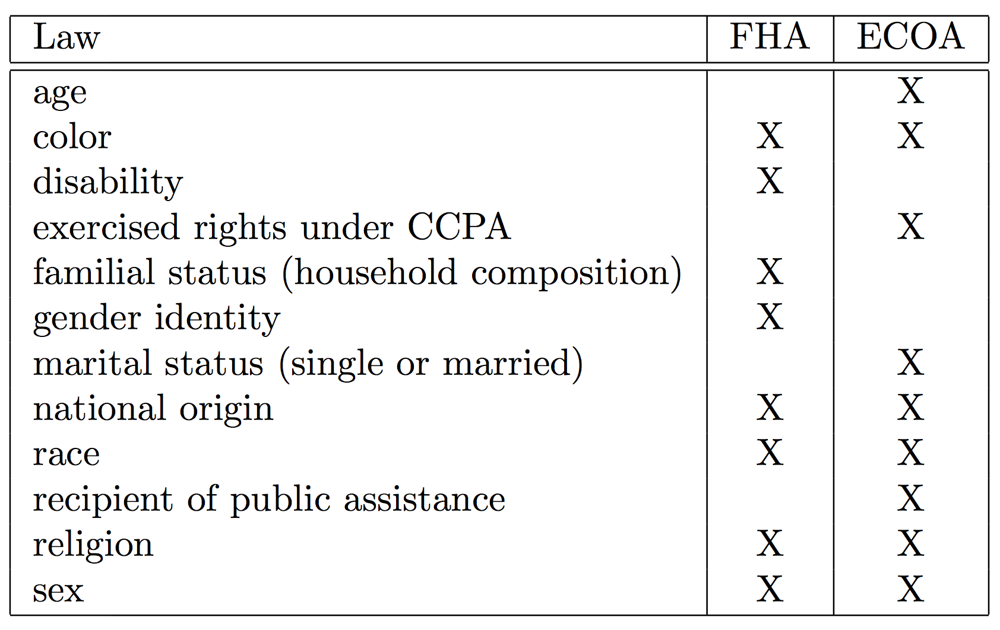 Law FHA ECOA
age X
color X X
disability X
exercised rights under CCPA X
familial status (household composition) X
gender identity X
marital status (single or married) X
national origin X X
race X X
recipient of public assistance X
religion X X
sex X X